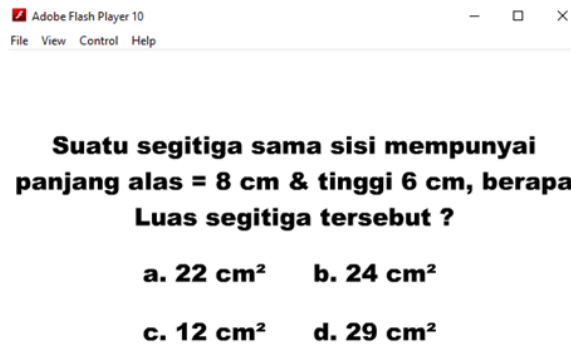 Adobe Flash Player 10
File View Control Help
Suatu segitiga sama sisi mempunyai
panjang alas = 8 cm & tinggi 6 cm, berapa
Luas segitiga tersebut ?
a. 22 cm² b. 24 cm²
c. 12 cm² d. 29 cm²